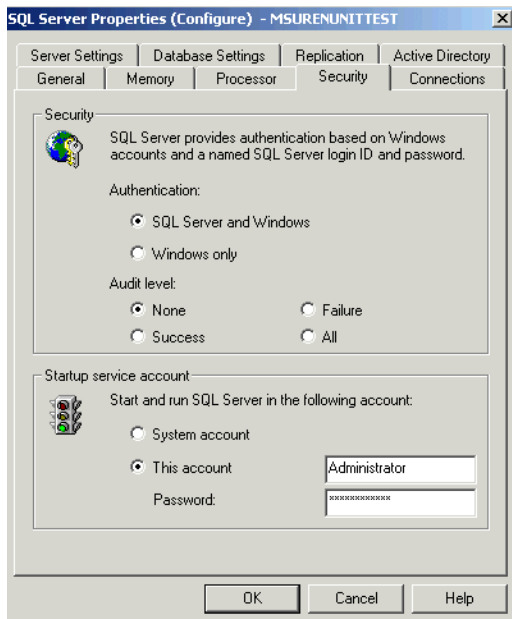 SQL Server Properties (Configure) - MSURENUNITTEST
Server Settings
Database Settings
Replication
Active Directory
General
Memory
Processor
Security
Connections
Security
SQL Server provides authentication based on Windows
accounts and a named SQL Server login ID and password.
Authentication:
SQL Server and Windows
Windows only
Audit level:
None
Failure
Success
All
Startup service account
Start and run SQL Server in the following account:
System account
This account
Administrator
Password:
************
OK
Cancel
Help